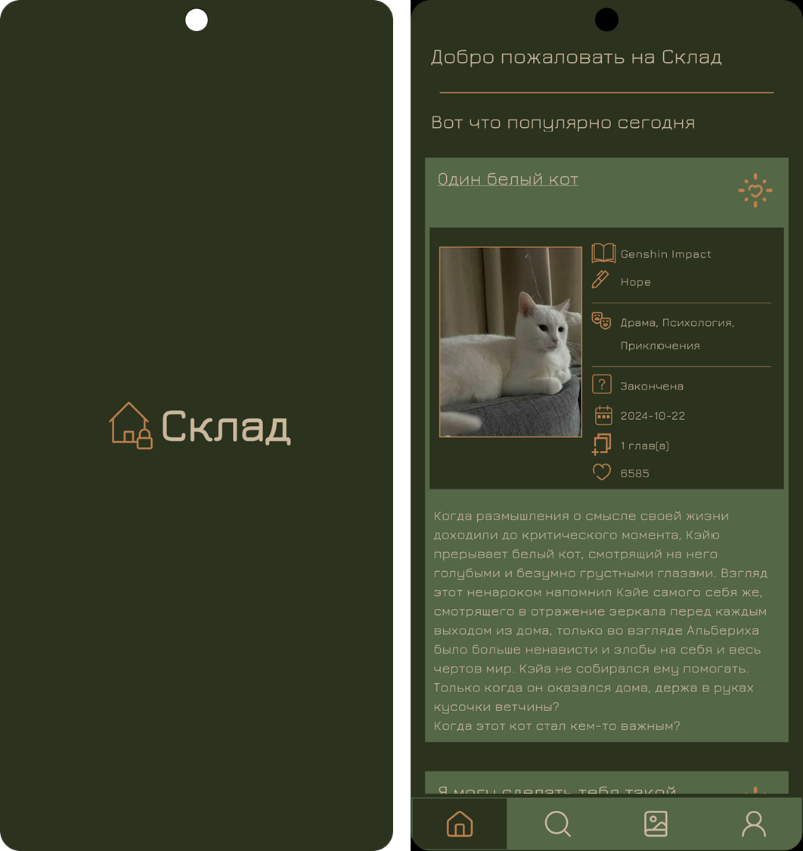 Склад
Добро пожаловать на Склад
Вот что популярно сегодня
Один белый кот
Genshin Impact
Hope
Драма, Психология,
Приключения
Закончена
2024-10-22
1 глав(а)
6585
Когда размышления о смысле своей жизни
доходили до критического момента, Кэйю
прерывает белый кот, смотрящий на него
голубыми и безумно грустными глазами. Взгляд
этот ненароком напомнил Кэйе самого себя же,
смотрящего в отражение зеркала перед каждым
выходом из дома, только во взгляде Альбериха
было больше ненависти и злобы на себя и весь
чертов мир. Кэйа не собирался ему помогать.
Только когда он оказался дома, держа в руках
кусочки ветчины?
Когда этот кот стал кем-то важным?
Я могу сделать тебя такой